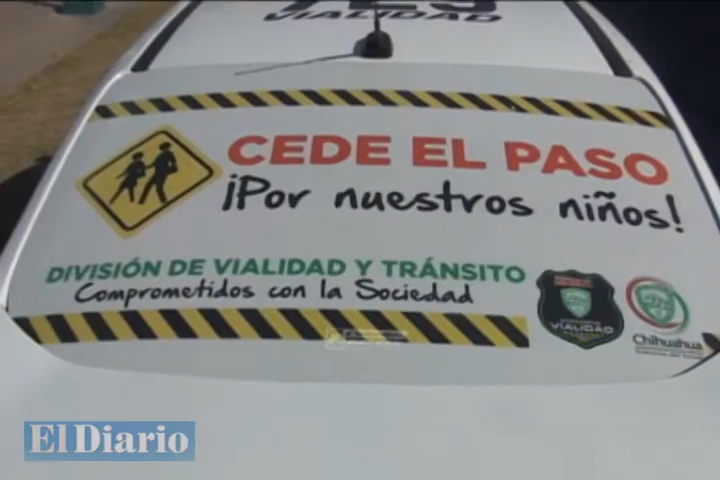 VIALIDAD
CEDE EL PASO
¡Por nuestros niños!
DIVISIÓN DE VIALIDAD Y TRÁNSITO
Comprometidos con la Sociedad
VIALIDAD
Chihuahua
El Diario